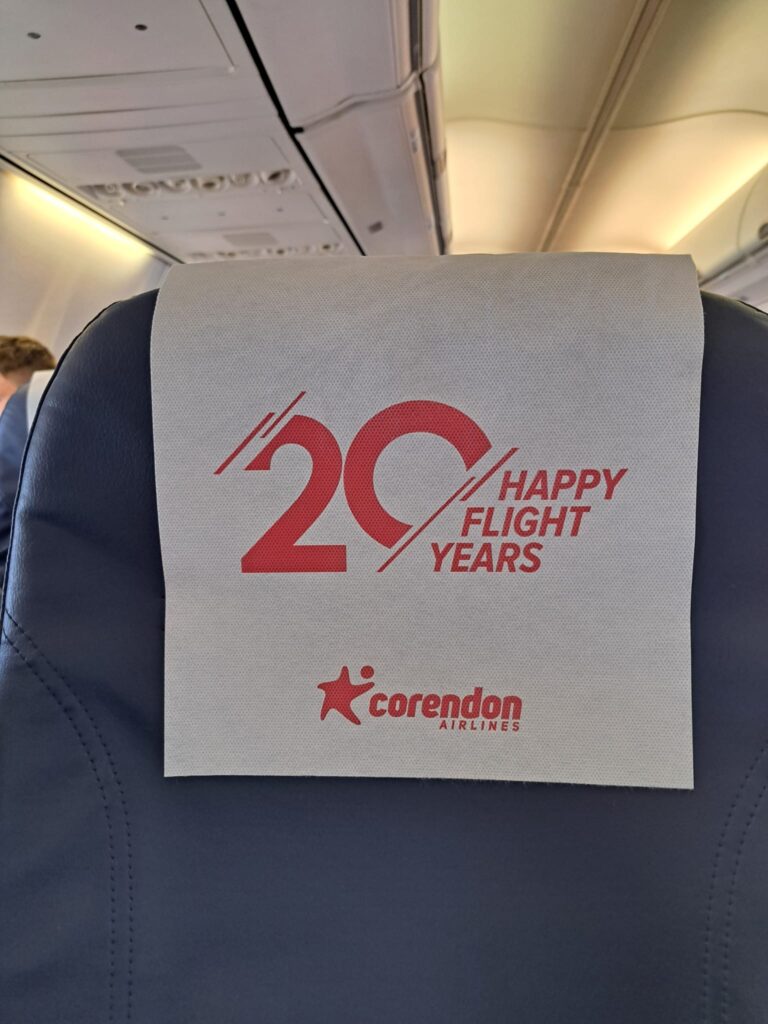 20
HAPPY
FLIGHT
YEARS
corendon
AIRLINES